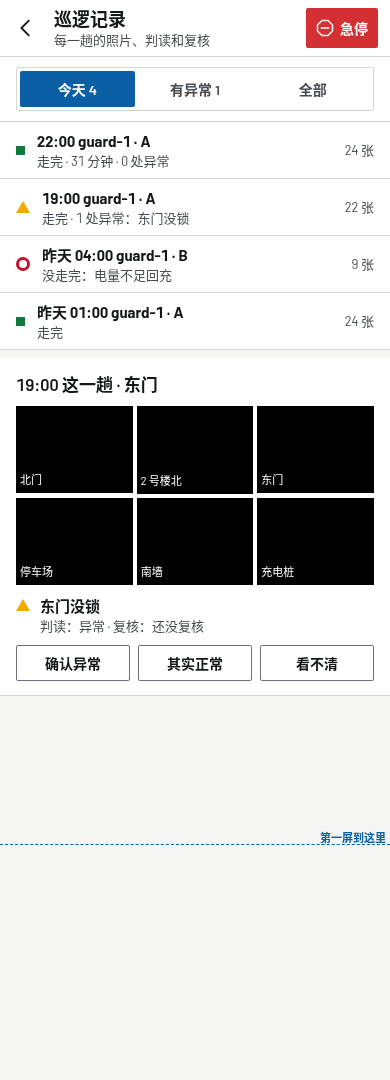 巡逻记录
每一趟的照片、判读和复核
急停
今天 4
有异常 1
全部
22:00 guard-1 · A
走完 · 31 分钟 · 0 处异常
24 张
19:00 guard-1 · A
走完 · 1 处异常：东门没锁
22 张
昨天 04:00 guard-1 · B
没走完：电量不足回充
9 张
昨天 01:00 guard-1 · A
走完
24 张
19:00 这一趟 · 东门
北门
2 号楼北
东门
停车场
南墙
充电桩
东门没锁
判读：异常 · 复核：还没复核
确认异常
其实正常
看不清
第一屏到这里